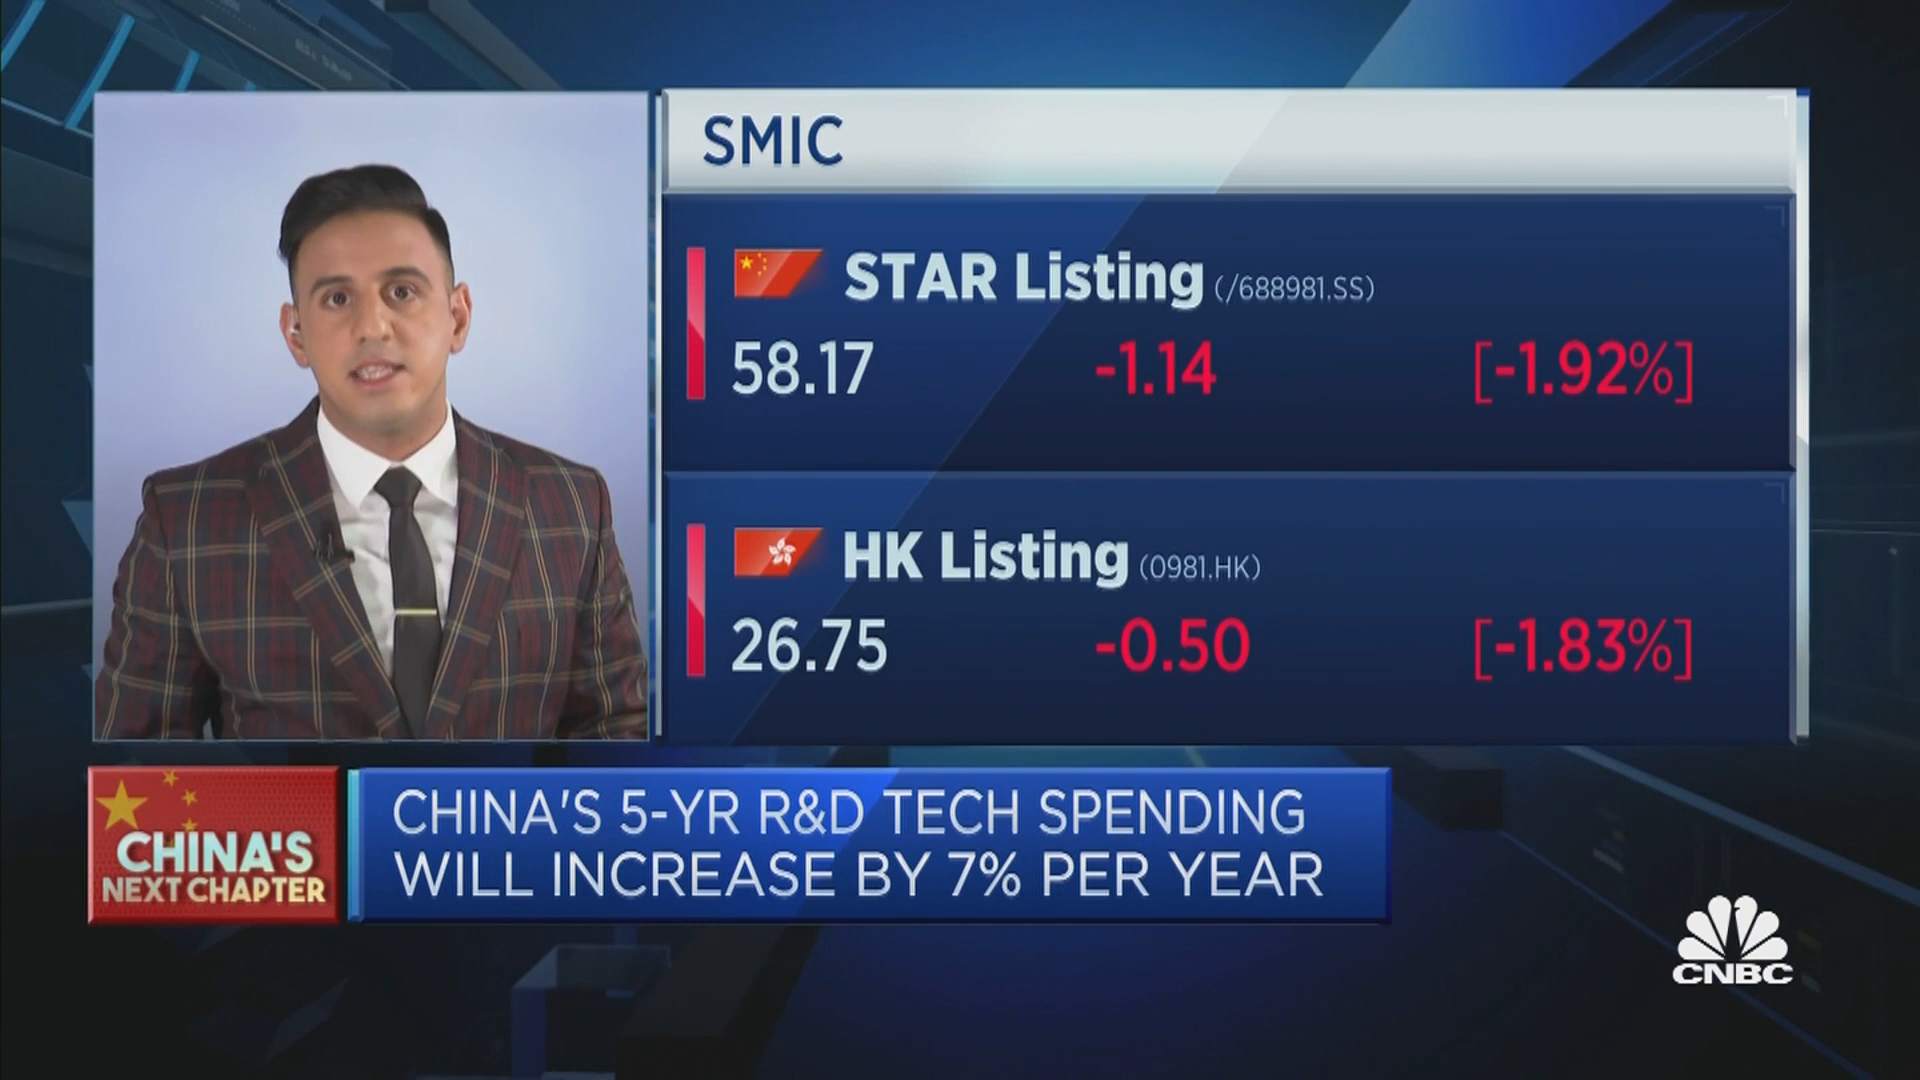 SMIC
STAR Listing (/688981.SS)
58.17 -1.14 [-1.92%]
HK Listing (0981.HK)
26.75 -0.50 [-1.83%]
CHINA'S
NEXT CHAPTER
CHINA'S 5-YR R&D TECH SPENDING
WILL INCREASE BY 7% PER YEAR
CNBC